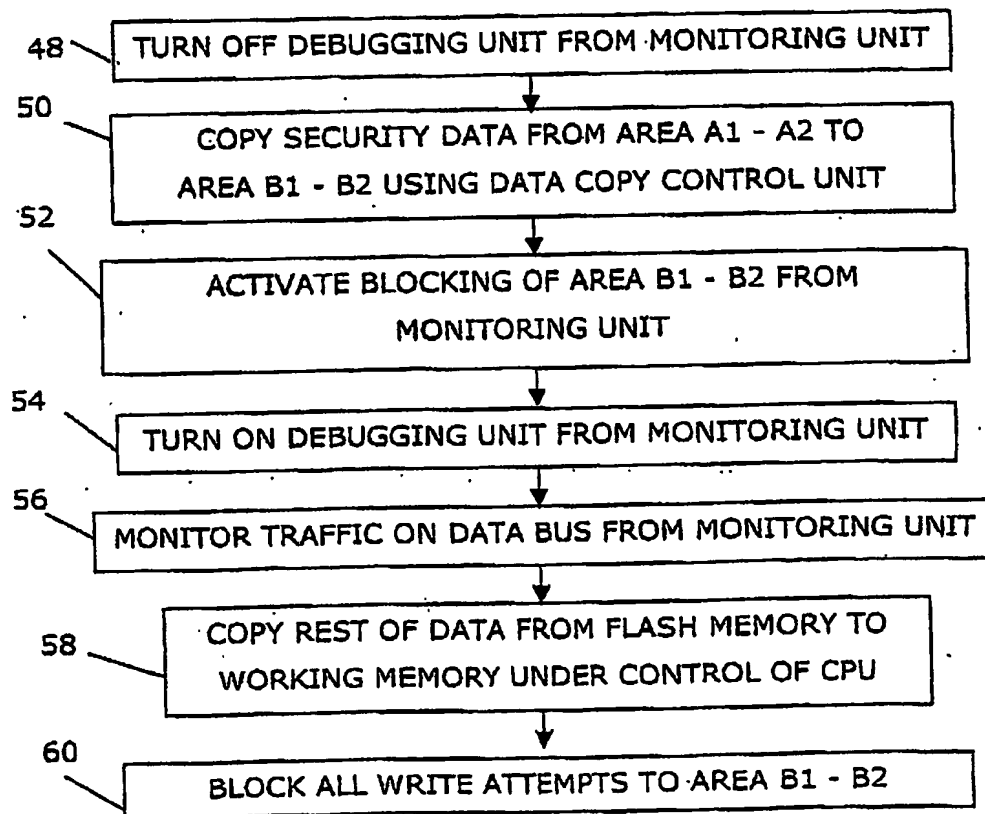 48
TURN OFF DEBUGGING UNIT FROM MONITORING UNIT
50
COPY SECURITY DATA FROM AREA A1 - A2 TO
AREA B1 - B2 USING DATA COPY CONTROL UNIT
52
ACTIVATE BLOCKING OF AREA B1 - B2 FROM
MONITORING UNIT
54
TURN ON DEBUGGING UNIT FROM MONITORING UNIT
56
MONITOR TRAFFIC ON DATA BUS FROM MONITORING UNIT
58
COPY REST OF DATA FROM FLASH MEMORY TO
WORKING MEMORY UNDER CONTROL OF CPU
60
BLOCK ALL WRITE ATTEMPTS TO AREA B1 - B2